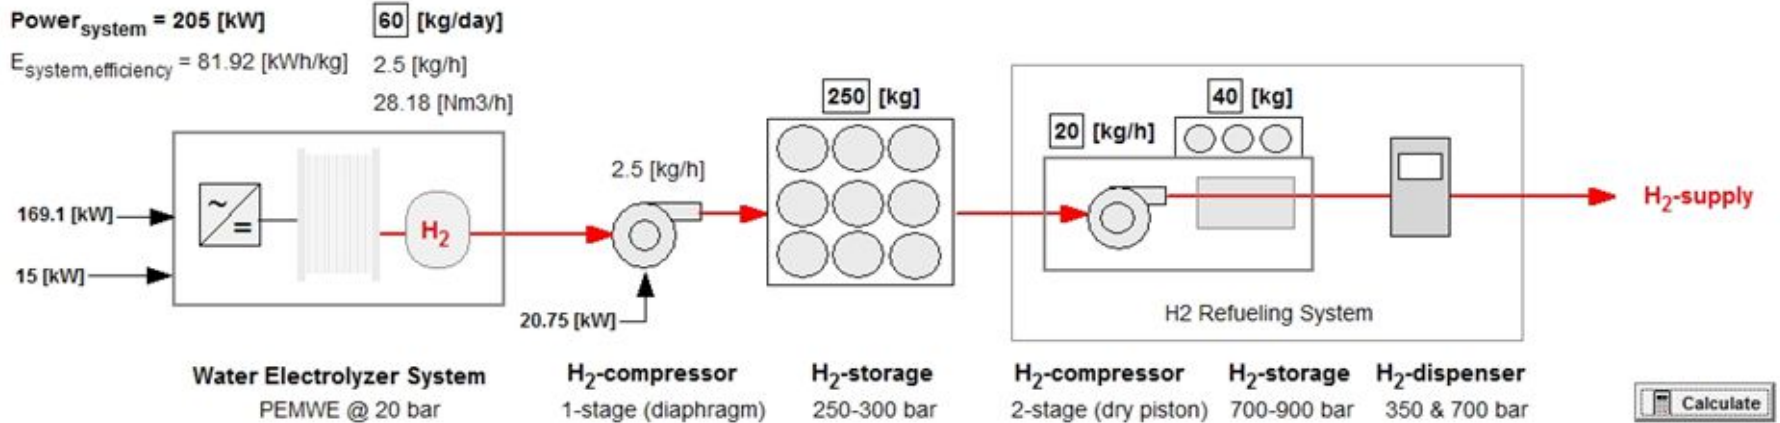 Power_system = 205 [kW]
60 [kg/day]
E_system,efficiency = 81.92 [kWh/kg]
2.5 [kg/h]
28.18 [Nm3/h]
250 [kg]
40 [kg]
20 [kg/h]
2.5 [kg/h]
169.1 [kW]
~
=
H2
H2-supply
15 [kW]
20.75 [kW]
H2 Refueling System
Water Electrolyzer System
PEMWE @ 20 bar
H2-compressor
1-stage (diaphragm)
H2-storage
250-300 bar
H2-compressor
2-stage (dry piston)
H2-storage
700-900 bar
H2-dispenser
350 & 700 bar
Calculate